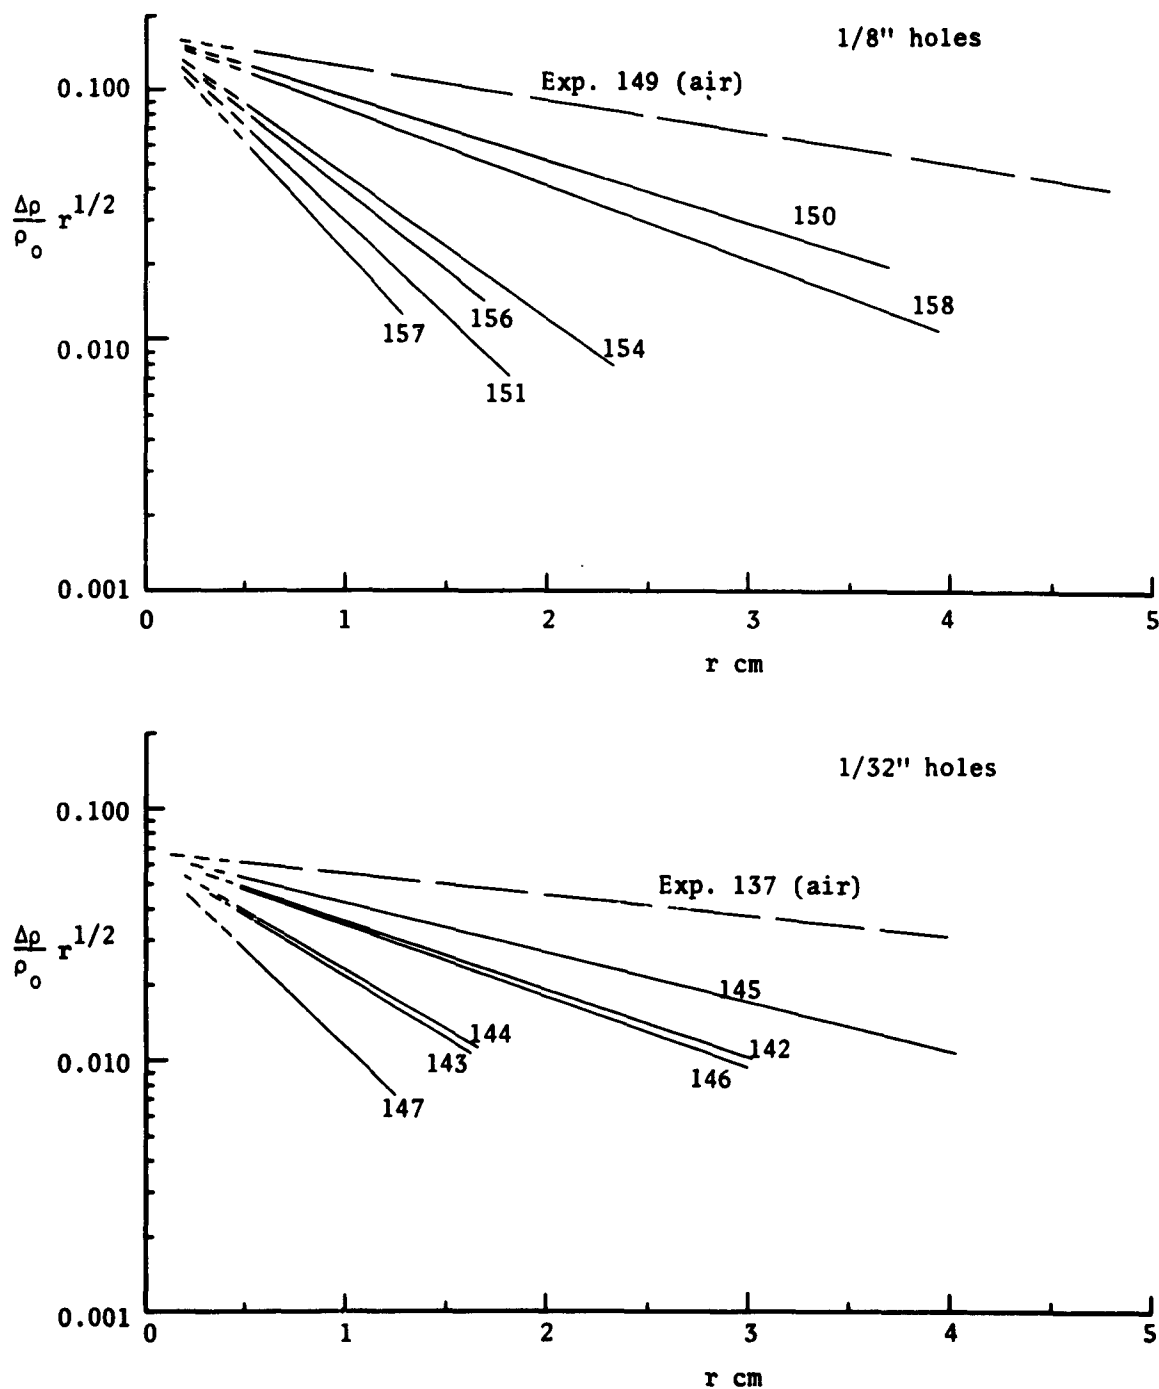 1/8" holes
0.100
Exp. 149 (air)
Δρ/ρo r1/2
150
158
156
157
154
0.010
151
0.001
0 1 2 3 4 5
r cm
1/32" holes
0.100
Exp. 137 (air)
Δρ/ρo r1/2
145
144
142
0.010
143
146
147
0.001
0 1 2 3 4 5
r cm